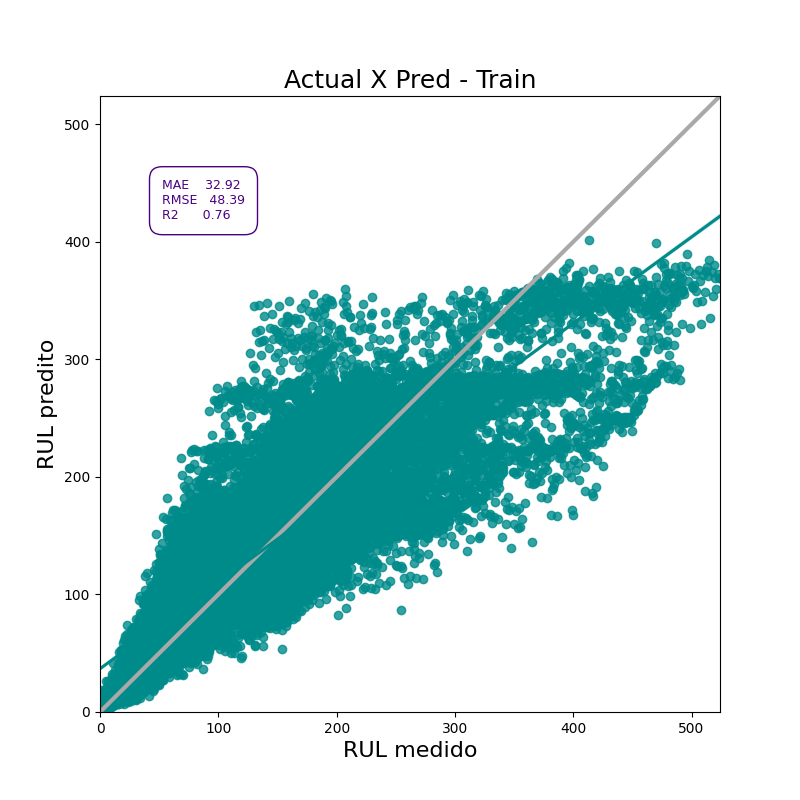 Actual X Pred - Train
500
400
300
200
100
0
MAE 32.92
RMSE 48.39
R2 0.76
RUL predito
0 100 200 300 400 500
RUL medido